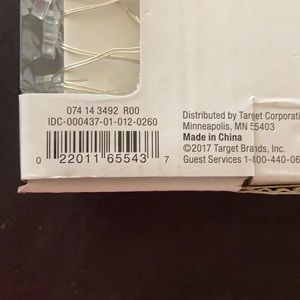 074 14 3492 R00
IDC-000437-01-012-0260
0 22011 65543 7
Distributed by Target
Minneapolis, MN 55403
Made in China
©2017 Target Brands, Inc.
Guest Services 1-800-440-06